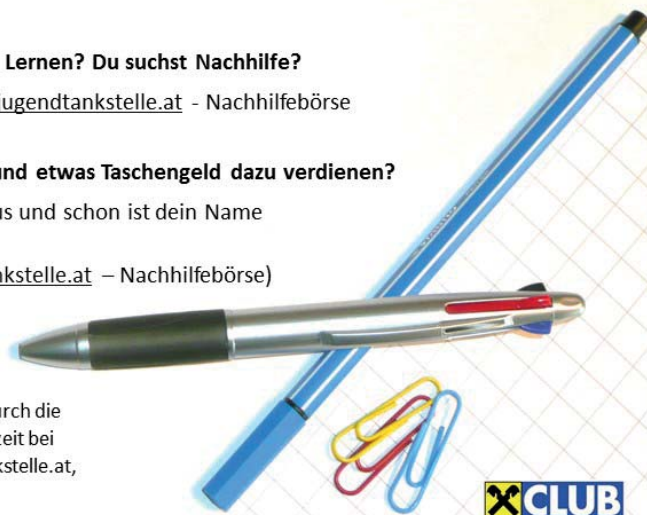 Lernen? Du suchst Nachhilfe?
jugendtankstelle.at - Nachhilfebörse
und etwas Taschengeld dazu verdienen?
us und schon ist dein Name
nkstelle.at – Nachhilfebörse)
urch die
zeit bei
kstelle.at,
CLUB